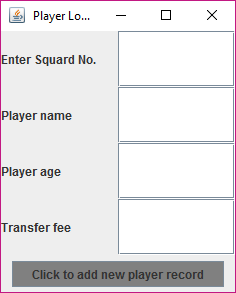 Player Lo...
Enter Squard No.
Player name
Player age
Transfer fee
Click to add new player record